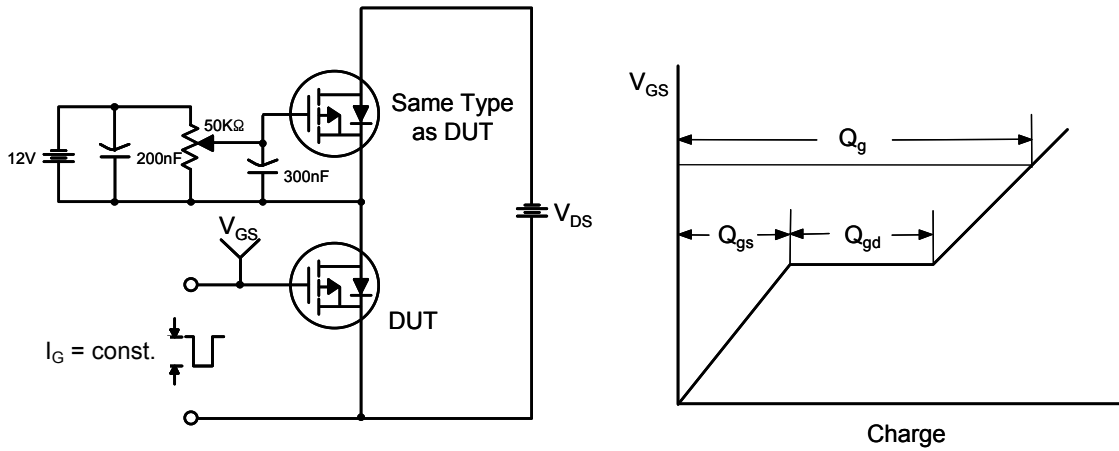 Same Type
as DUT
50KΩ
12V
200nF
300nF
V_GS
V_DS
DUT
I_G = const.
V_GS
Q_g
Q_gs
Q_gd
Charge